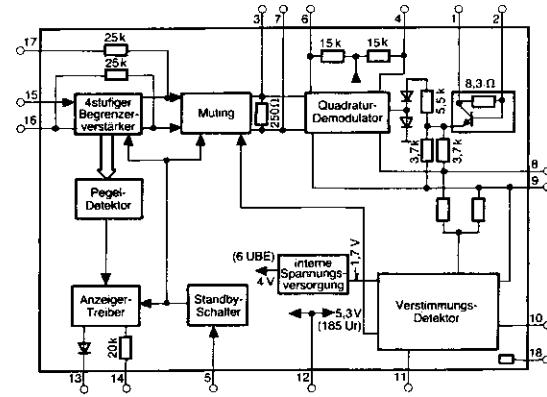 3 7 6 4 1 2
17
25k
25k
15k 15k
15
16
4stufiger
Begrenzer-
verstärker
Muting
250Ω
Quadratur-
Demodulator
5,5k
8,3 Ω
3,7k
3,7k
8
9
Pegel-
Detektor
(6 UBE)
4 V
interne
Spannungs-
versorgung
1,7 V
Anzeiger-
Treiber
Standby-
Schalter
5,3V
(185 Ur)
Verstimmungs-
Detektor
10
20k
18
13 14 5 12 11